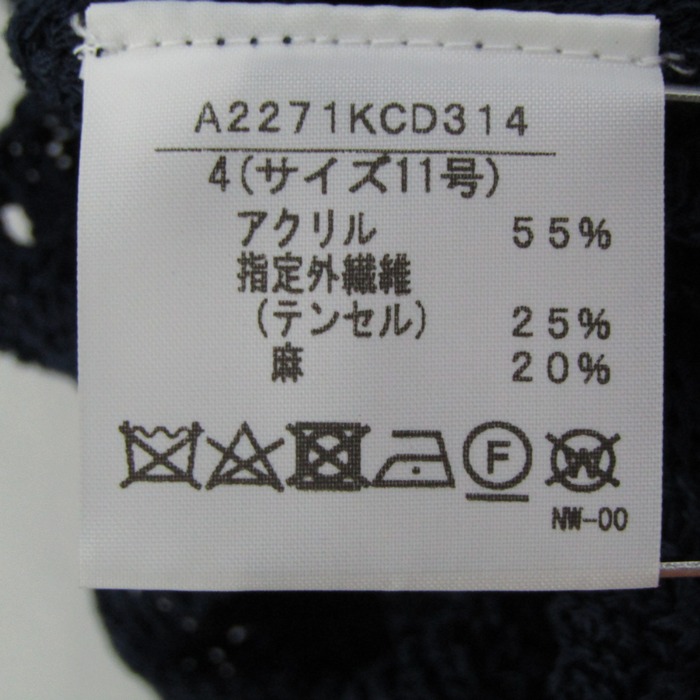 A2271KCD314
4(サイズ11号)
アクリル 55%
指定外繊維
(テンセル) 25%
麻 20%
F W
NW-00